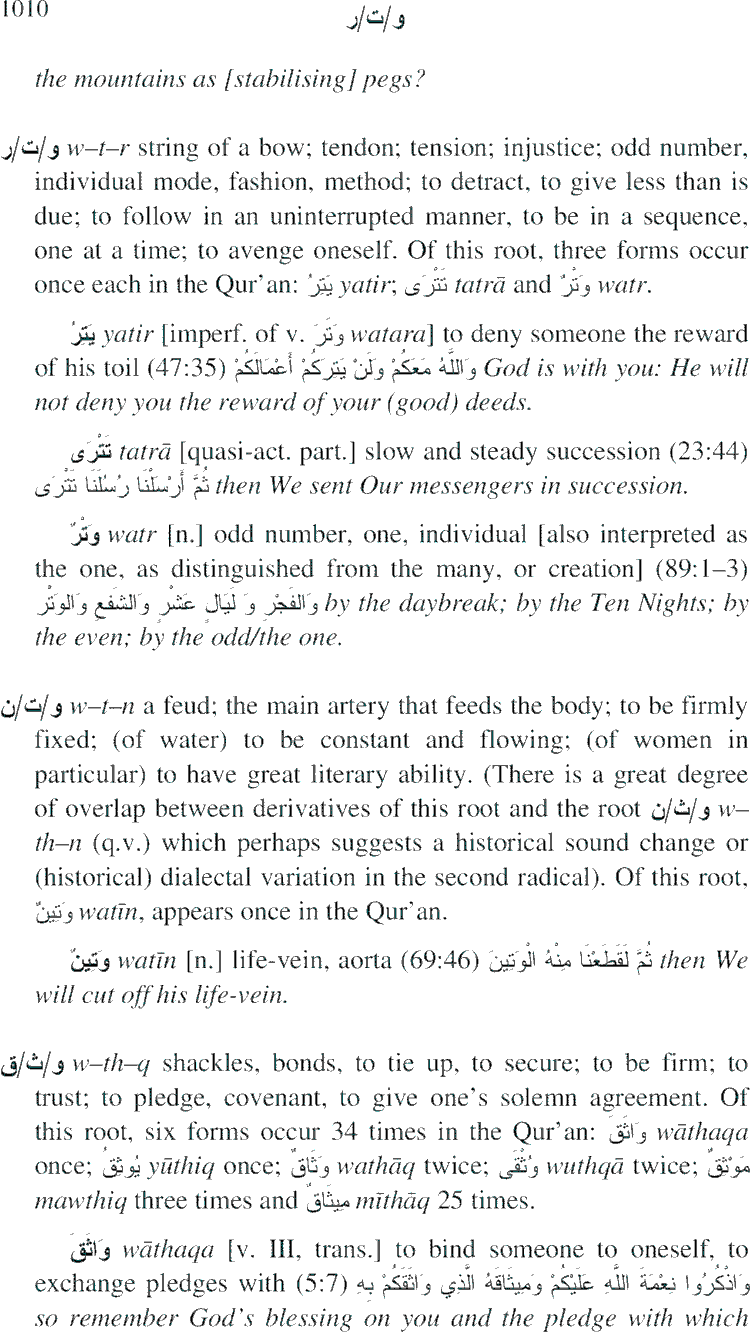 1010
و/ت/ر
the mountains as [stabilising] pegs?
و/ت/ر w–t–r string of a bow; tendon; tension; injustice; odd number,
individual mode, fashion, method; to detract, to give less than is
due; to follow in an uninterrupted manner, to be in a sequence,
one at a time; to avenge oneself. Of this root, three forms occur
once each in the Qur’an: يَتِرُ yatir; تَتْرَى tatrā and وَتْرٌ watr.
يَتِرُ yatir [imperf. of v. وَتَرَ watara] to deny someone the reward
of his toil (47:35) وَاللَّهُ مَعَكُمْ وَلَنْ يَتِرَكُمْ أَعْمَالَكُمْ God is with you: He will
not deny you the reward of your (good) deeds.
تَتْرَى tatrā [quasi-act. part.] slow and steady succession (23:44)
ثُمَّ أَرْسَلْنَا رُسُلَنَا تَتْرَى then We sent Our messengers in succession.
وَتْرٌ watr [n.] odd number, one, individual [also interpreted as
the one, as distinguished from the many, or creation] (89:1–3)
وَالفَجْرِ وَ لَيَالٍ عَشْرٍ وَالشَفعِ وَالوَتْرِ by the daybreak; by the Ten Nights; by
the even; by the odd/the one.
و/ت/ن w–t–n a feud; the main artery that feeds the body; to be firmly
fixed; (of water) to be constant and flowing; (of women in
particular) to have great literary ability. (There is a great degree
of overlap between derivatives of this root and the root و/ث/ن w–
th–n (q.v.) which perhaps suggests a historical sound change or
(historical) dialectal variation in the second radical). Of this root,
وَتِينٌ watīn, appears once in the Qur’an.
وَتِينٌ watīn [n.] life-vein, aorta (69:46) ثُمَّ لَقَطَعْنَا مِنْهُ الْوَتِينَ then We
will cut off his life-vein.
و/ث/ق w–th–q shackles, bonds, to tie up, to secure; to be firm; to
trust; to pledge, covenant, to give one’s solemn agreement. Of
this root, six forms occur 34 times in the Qur’an: وَاثَقَ wāthaqa
once; يُوثِقُ yūthiq once; وَثَاقٌ wathāq twice; وُثْقَى wuthqā twice; مَوْثِقٌ
mawthiq three times and مِيثَاقٌ mīthāq 25 times.
وَاثَقَ wāthaqa [v. III, trans.] to bind someone to oneself, to
exchange pledges with (5:7) وَاذْكُرُوا نِعْمَةَ اللَّهِ عَلَيْكُمْ وَمِيثَاقَهُ الَّذِي وَاثَقَكُمْ بِهِ
so remember God’s blessing on you and the pledge with which